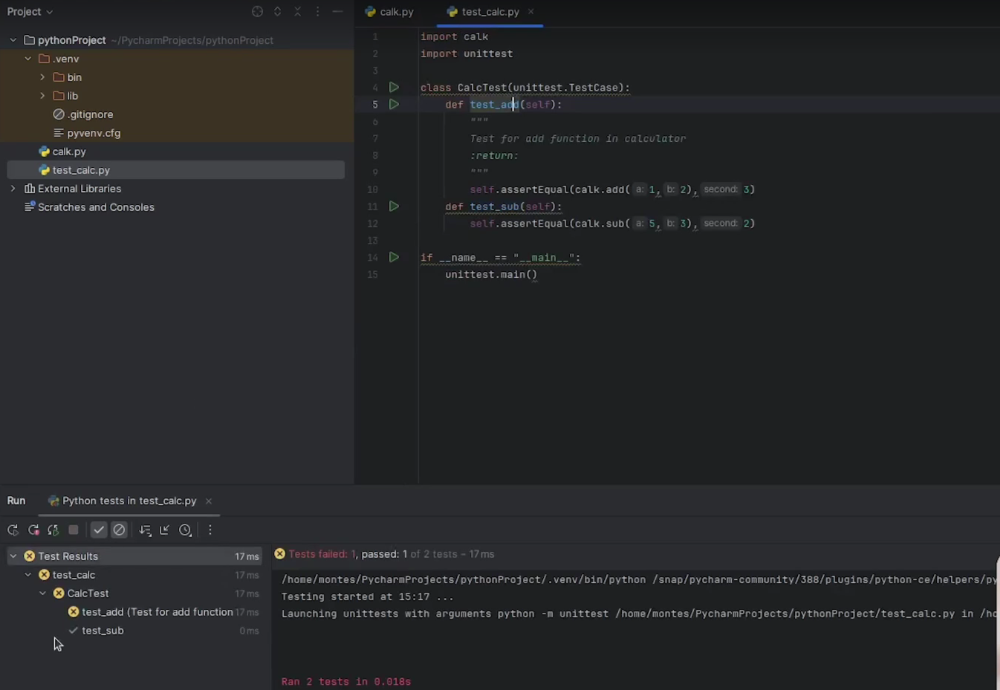 Project
calk.py
test_calc.py
pythonProject ~/PycharmProjects/pythonProject
.venv
bin
lib
.gitignore
pyvenv.cfg
calk.py
test_calc.py
External Libraries
Scratches and Consoles
1 import calk
2 import unittest
3
4 class CalcTest(unittest.TestCase):
5 def test_add(self):
6 """
7 Test for add function in calculator
8 :return:
9 """
10 self.assertEqual(calk.add( a: 1, b: 2), second: 3)
11 def test_sub(self):
12 self.assertEqual(calk.sub( a: 5, b: 3), second: 2)
13
14 if __name__ == "__main__":
15 unittest.main()
Run
Python tests in test_calc.py
Test Results 17 ms
test_calc 17 ms
CalcTest 17 ms
test_add (Test for add function 17 ms
test_sub 0 ms
Tests failed: 1, passed: 1 of 2 tests – 17 ms
/home/montes/PycharmProjects/pythonProject/.venv/bin/python /snap/pycharm-community/388/plugins/python-ce/helpers/py
Testing started at 15:17 ...
Launching unittests with arguments python -m unittest /home/montes/PycharmProjects/pythonProject/test_calc.py in /ho
Ran 2 tests in 0.018s